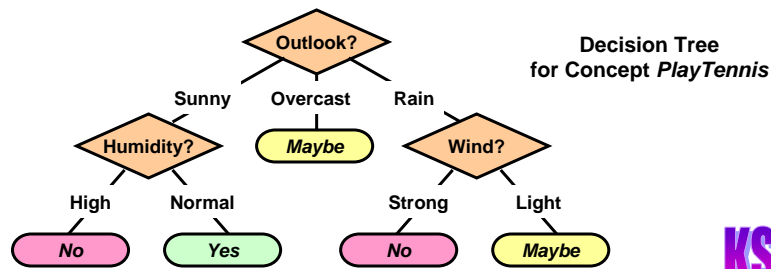 Outlook?
Decision Tree
for Concept PlayTennis
Sunny Overcast Rain
Humidity? Maybe Wind?
High Normal Strong Light
No Yes No Maybe
KS